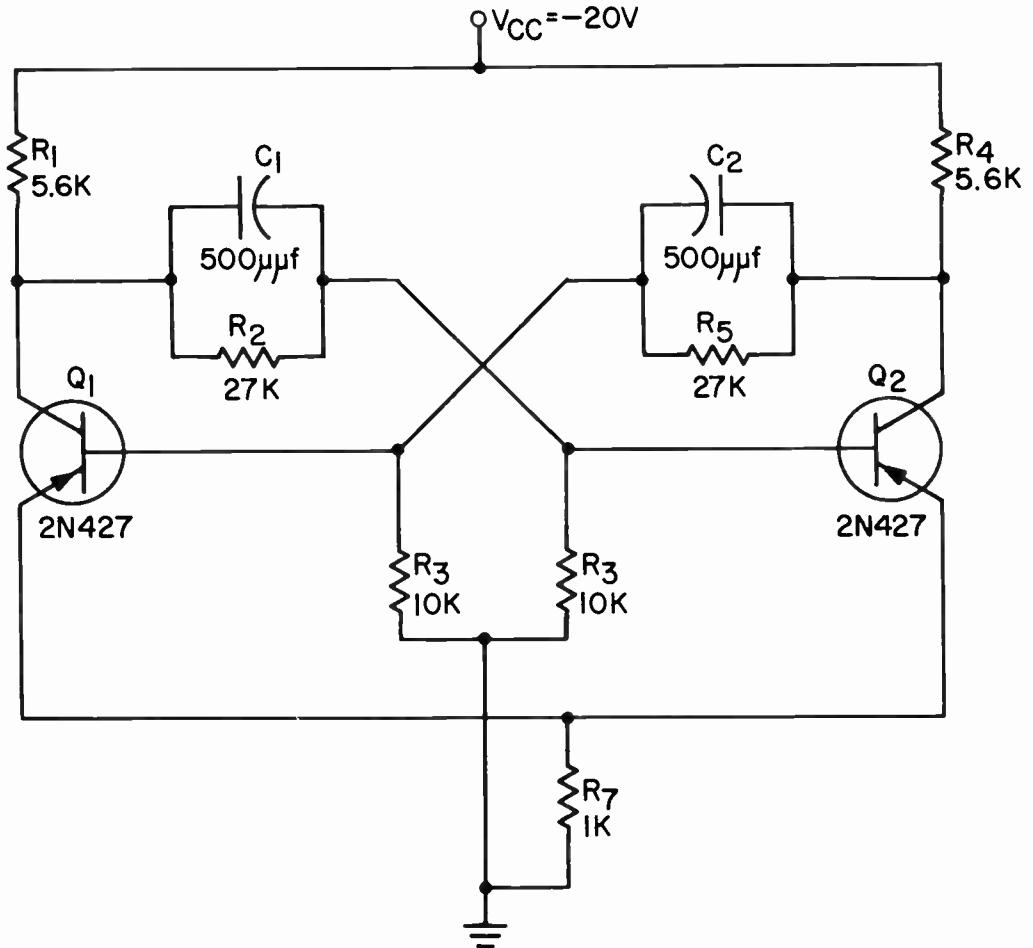 VCC=-20V
R1
5.6K
C1
500µµf
R2
27K
C2
500µµf
R5
27K
R4
5.6K
Q1
2N427
Q2
2N427
R3
10K
R3
10K
R7
1K